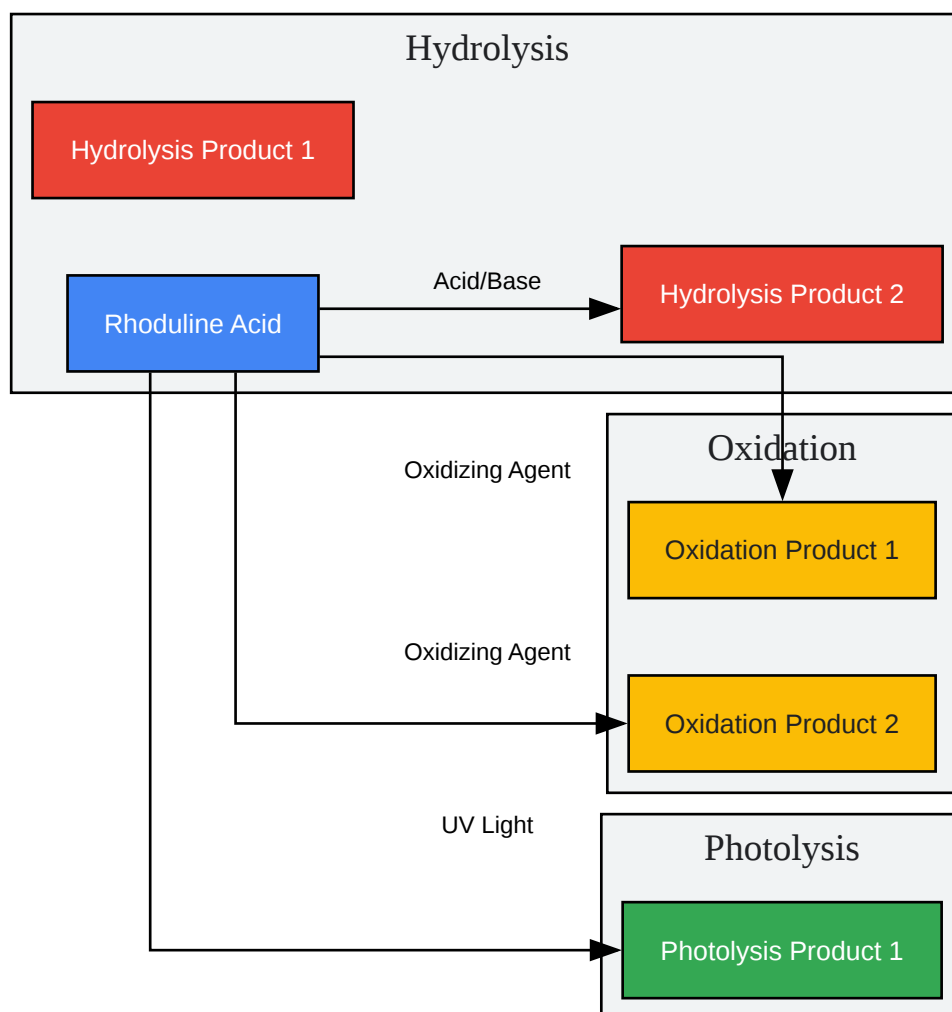 Hydrolysis
Hydrolysis Product 1
Acid/Base
Hydrolysis Product 2
Rhoduline Acid
Oxidation
Oxidizing Agent
Oxidation Product 1
Oxidizing Agent
Oxidation Product 2
UV Light
Photolysis
Photolysis Product 1